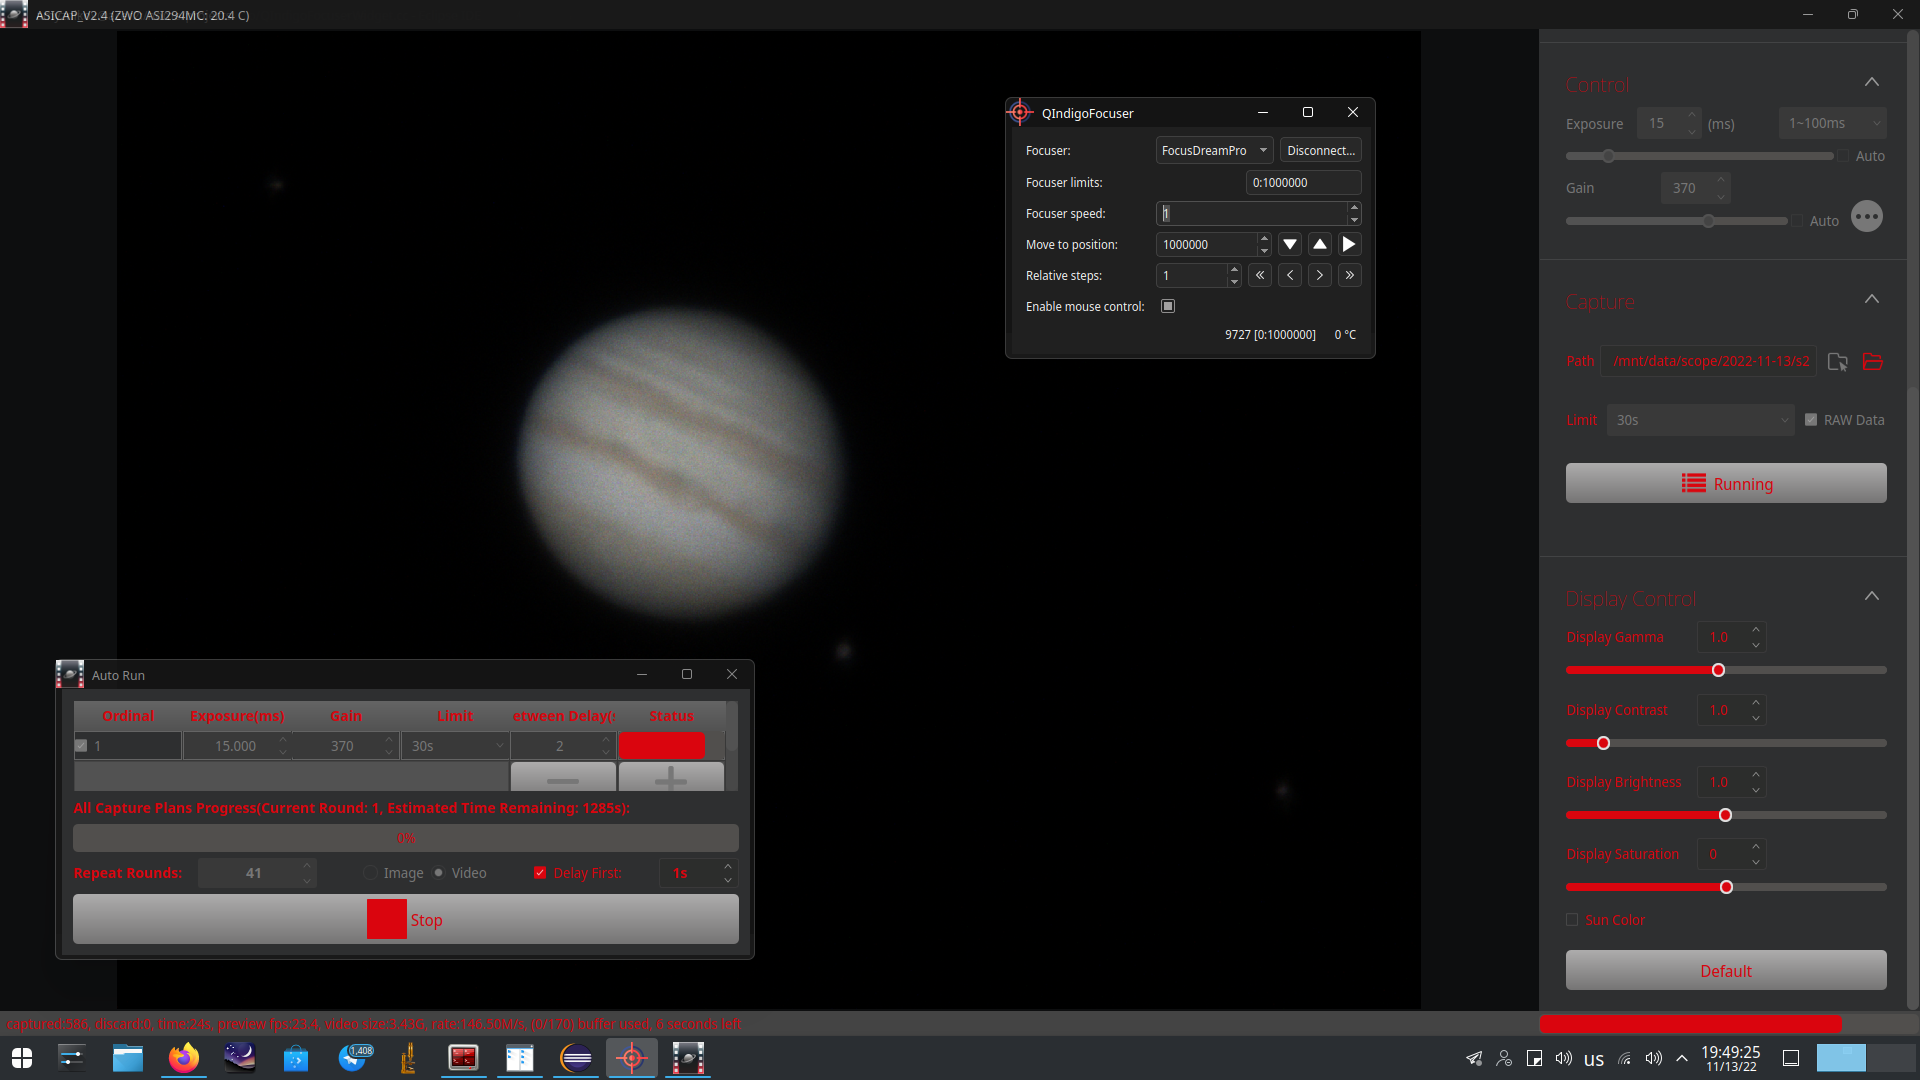 ASICAP_V2.4 (ZWO ASI294MC: 20.4 C)
QIndigoFocuser
Focuser: FocusDreamPro Disconnect...
Focuser limits: 0:1000000
Focuser speed: 1
Move to position: 1000000
Relative steps: 1
Enable mouse control:
9727 [0:1000000] 0 °C
Control
Exposure 15 (ms) 1~100ms
Auto
Gain 370
Auto
Capture
Path /mnt/data/scope/2022-11-13/s2
Limit 30s RAW Data
Running
Display Control
Display Gamma 1.0
Display Contrast 1.0
Display Brightness 1.0
Display Saturation 0
Sun Color
Default
Auto Run
Ordinal Exposure(ms) Gain Limit etween Delay(s Status
1 15.000 370 30s 2
All Capture Plans Progress(Current Round: 1, Estimated Time Remaining: 1285s):
0%
Repeat Rounds: 41 Image Video Delay First: 1s
Stop
captured:586, discard:0, time:24s, preview fps:23.4, video size:3.43G, rate:146.50M/s, (0/170) buffer used, 6 seconds left
1,408
us
19:49:25
11/13/22